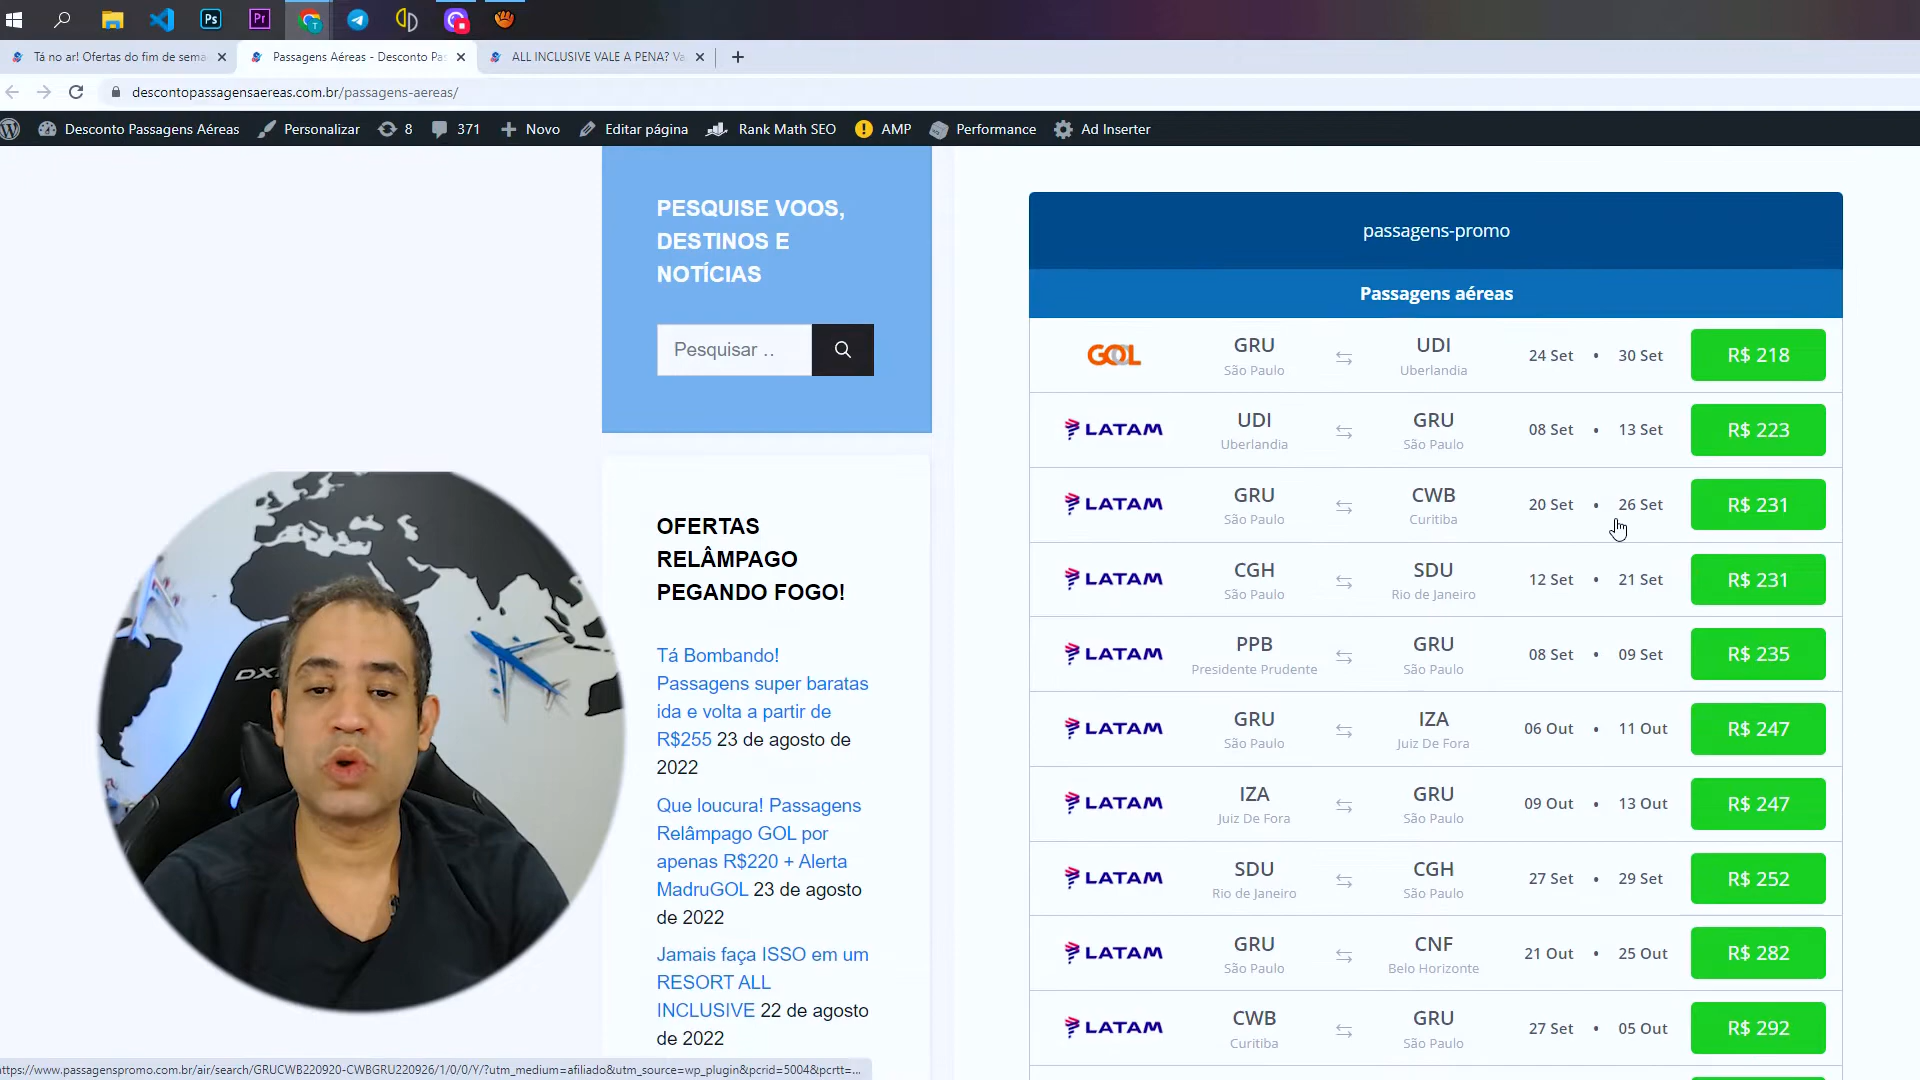 Ps
Pr
T
Tá no ar! Ofertas do fim de sema
Passagens Aéreas - Desconto Pas
ALL INCLUSIVE VALE A PENA? Va
descontopassagensaereas.com.br/passagens-aereas/
Desconto Passagens Aéreas
Personalizar
8
371
Novo
Editar página
Rank Math SEO
AMP
Performance
Ad Inserter
PESQUISE VOOS,
DESTINOS E
NOTÍCIAS
Pesquisar ..
OFERTAS
RELÂMPAGO
PEGANDO FOGO!
Tá Bombando!
Passagens super baratas
ida e volta a partir de
R$255 23 de agosto de
2022
Que loucura! Passagens
Relâmpago GOL por
apenas R$220 + Alerta
MadruGOL 23 de agosto
de 2022
Jamais faça ISSO em um
RESORT ALL
INCLUSIVE 22 de agosto
de 2022
passagens-promo
Passagens aéreas
GOL GRU UDI 24 Set • 30 Set R$ 218
São Paulo Uberlandia
LATAM UDI GRU 08 Set • 13 Set R$ 223
Uberlandia São Paulo
LATAM GRU CWB 20 Set • 26 Set R$ 231
São Paulo Curitiba
LATAM CGH SDU 12 Set • 21 Set R$ 231
São Paulo Rio de Janeiro
LATAM PPB GRU 08 Set • 09 Set R$ 235
Presidente Prudente São Paulo
LATAM GRU IZA 06 Out • 11 Out R$ 247
São Paulo Juiz De Fora
LATAM IZA GRU 09 Out • 13 Out R$ 247
Juiz De Fora São Paulo
LATAM SDU CGH 27 Set • 29 Set R$ 252
Rio de Janeiro São Paulo
LATAM GRU CNF 21 Out • 25 Out R$ 282
São Paulo Belo Horizonte
LATAM CWB GRU 27 Set • 05 Out R$ 292
Curitiba São Paulo
https://www.passagenspromo.com.br/air/search/GRUCWB220920-CWBGRU220926/1/0/0/Y/?utm_medium=afiliado&utm_source=wp_plugin&pcrid=5004&pcrtt=...